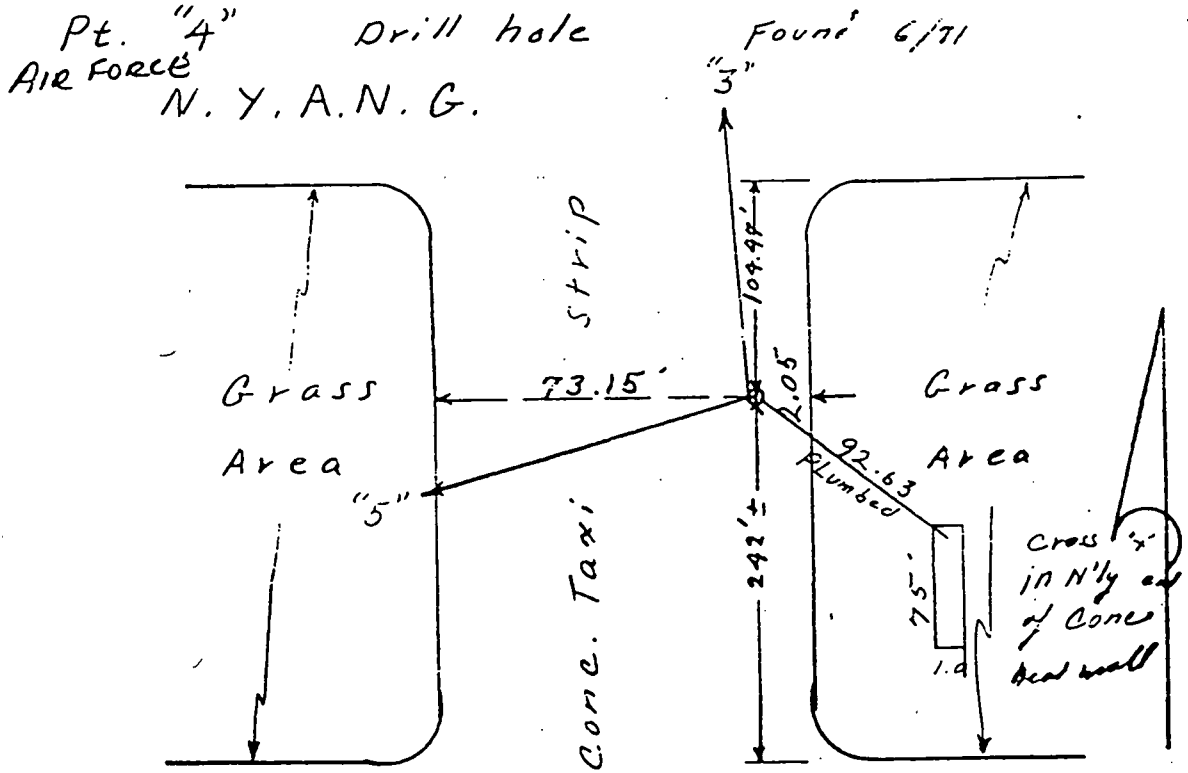 Pt. "4" Drill hole Found 6/71
AIR FORCE
N. Y. A. N. G.
"3"
Strip
104.94'
Grass
Area
73.15'
2.05
Grass
Area
92.63
Plumbed
"5"
Conc. Taxi
242'±
75'
1.0
Cross "x"
in N'ly end
of Conc
head wall